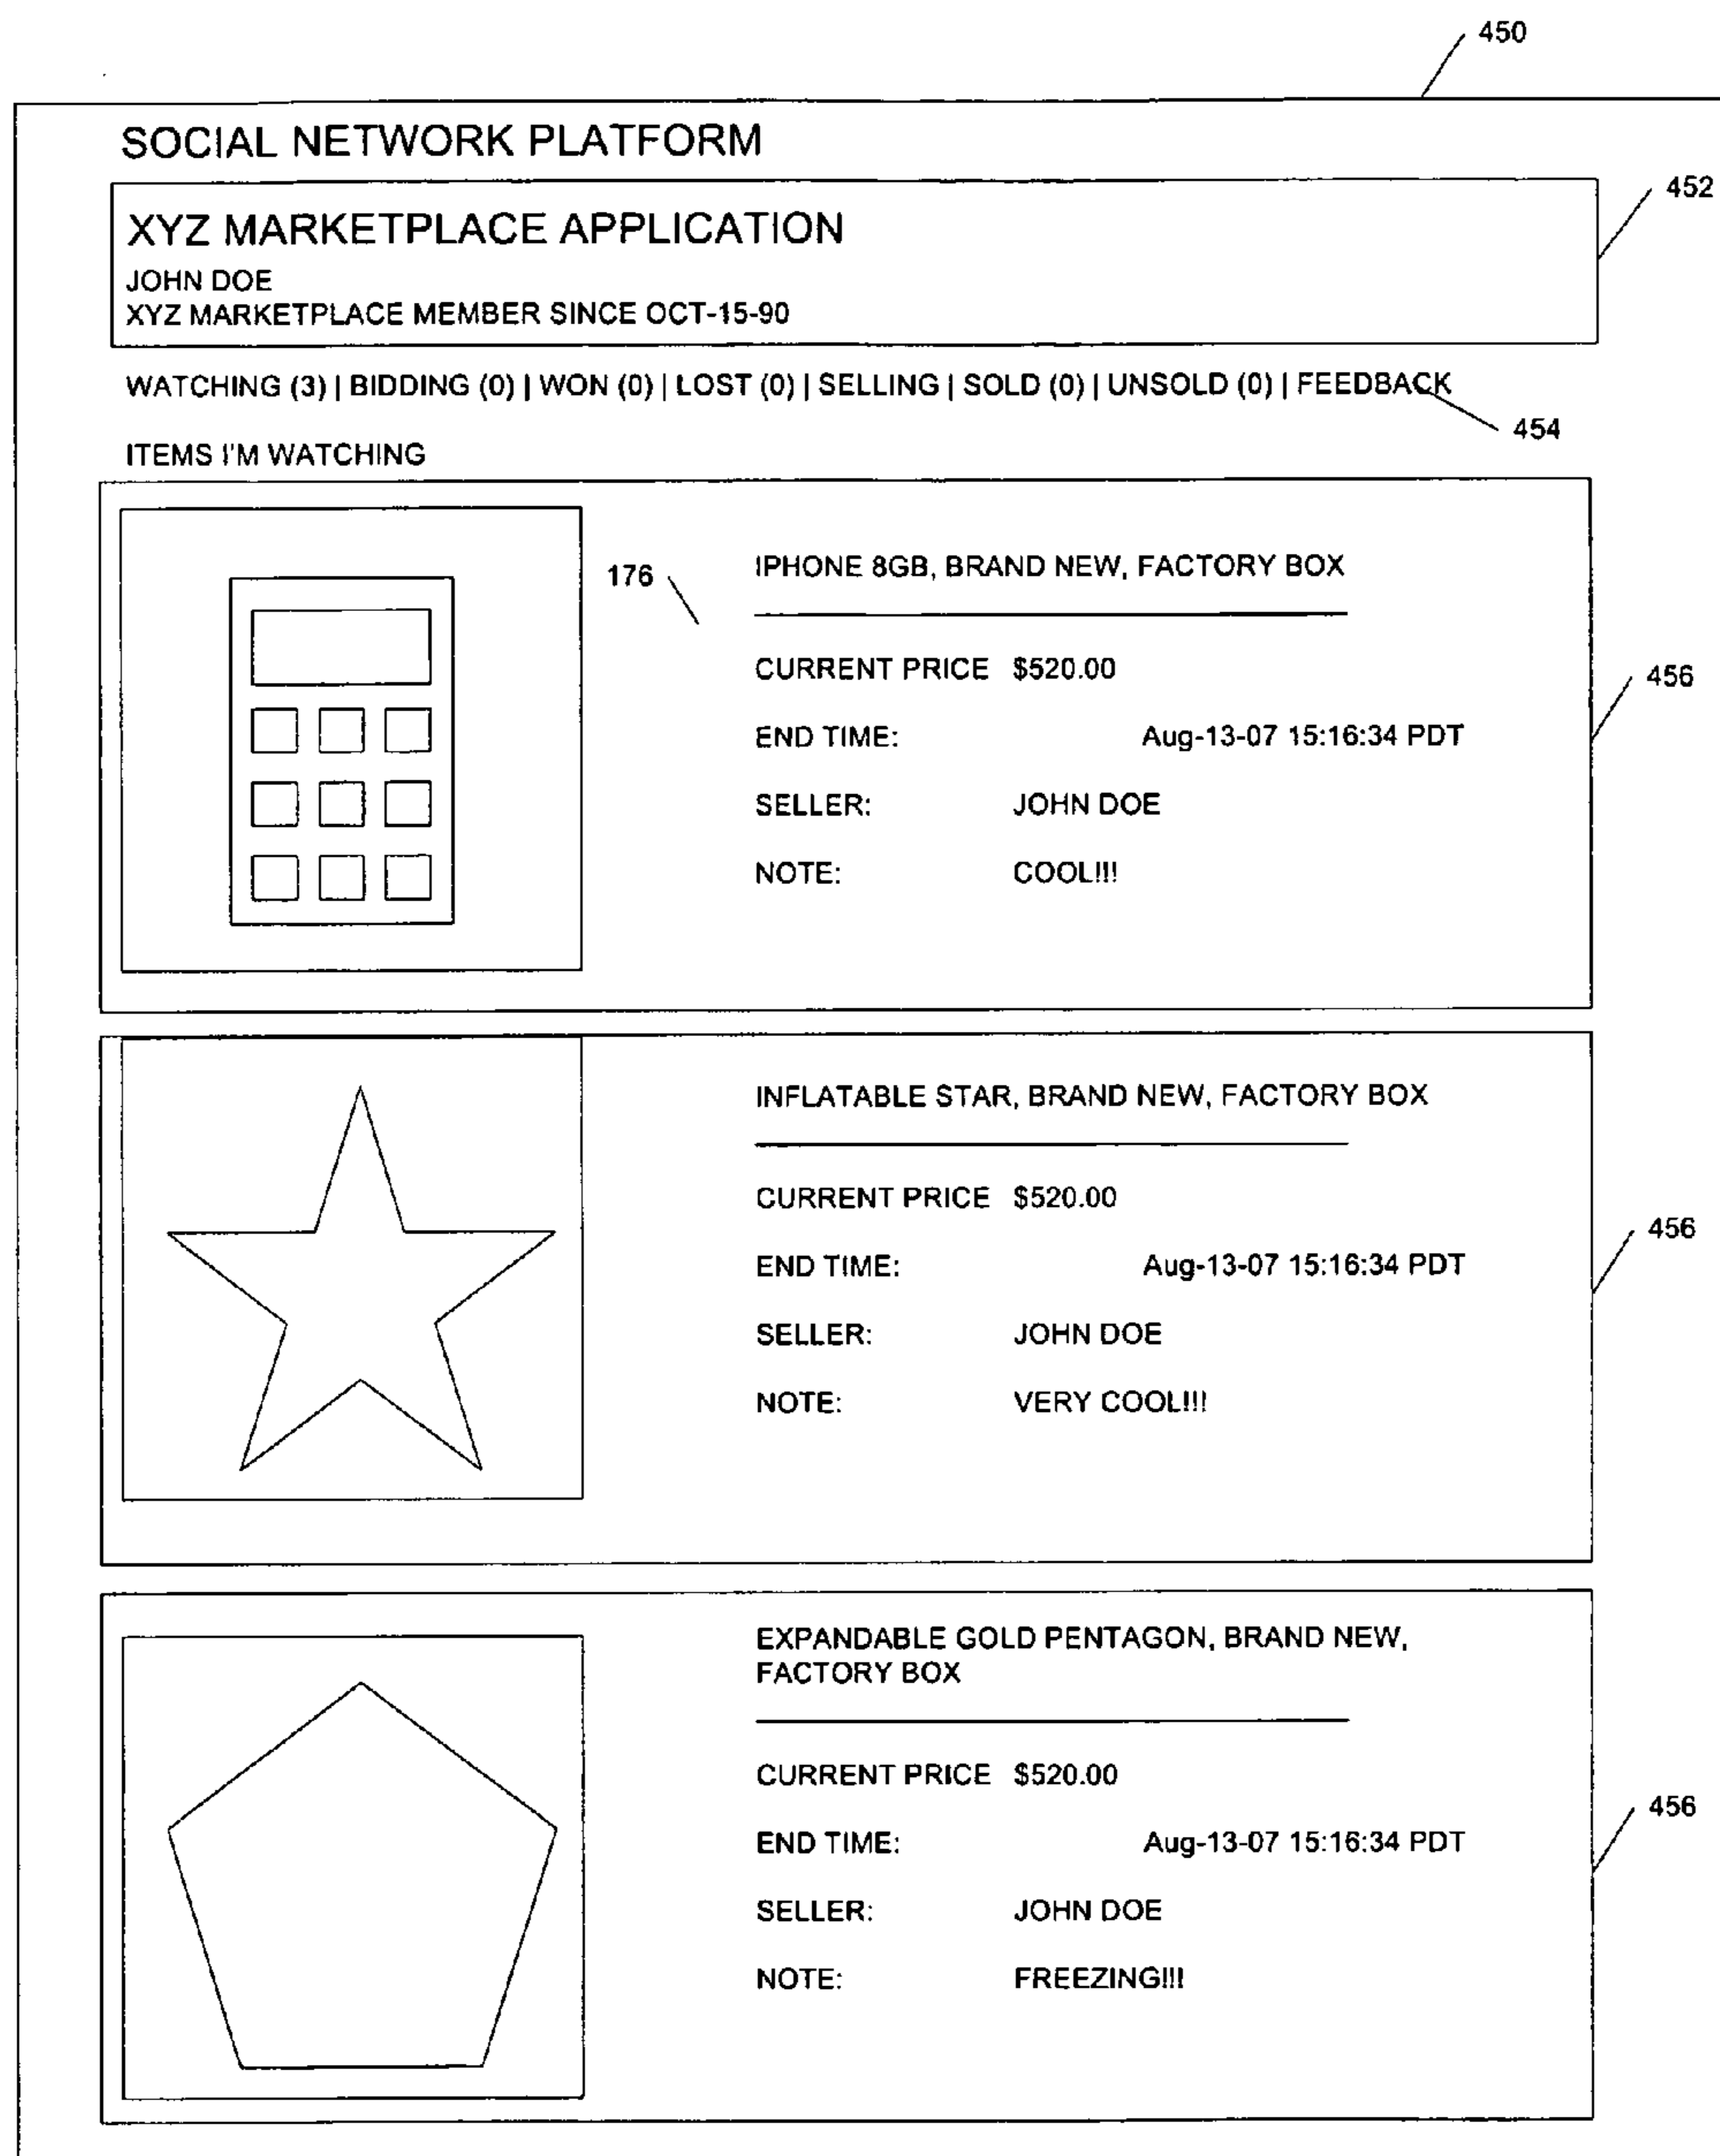 450
SOCIAL NETWORK PLATFORM
452
XYZ MARKETPLACE APPLICATION
JOHN DOE
XYZ MARKETPLACE MEMBER SINCE OCT-15-90
WATCHING (3) | BIDDING (0) | WON (0) | LOST (0) | SELLING | SOLD (0) | UNSOLD (0) | FEEDBACK
454
ITEMS I'M WATCHING
176
IPHONE 8GB, BRAND NEW, FACTORY BOX
CURRENT PRICE $520.00
456
END TIME: Aug-13-07 15:16:34 PDT
SELLER: JOHN DOE
NOTE: COOL!!!
INFLATABLE STAR, BRAND NEW, FACTORY BOX
CURRENT PRICE $520.00
456
END TIME: Aug-13-07 15:16:34 PDT
SELLER: JOHN DOE
NOTE: VERY COOL!!!
EXPANDABLE GOLD PENTAGON, BRAND NEW,
FACTORY BOX
CURRENT PRICE $520.00
456
END TIME: Aug-13-07 15:16:34 PDT
SELLER: JOHN DOE
NOTE: FREEZING!!!